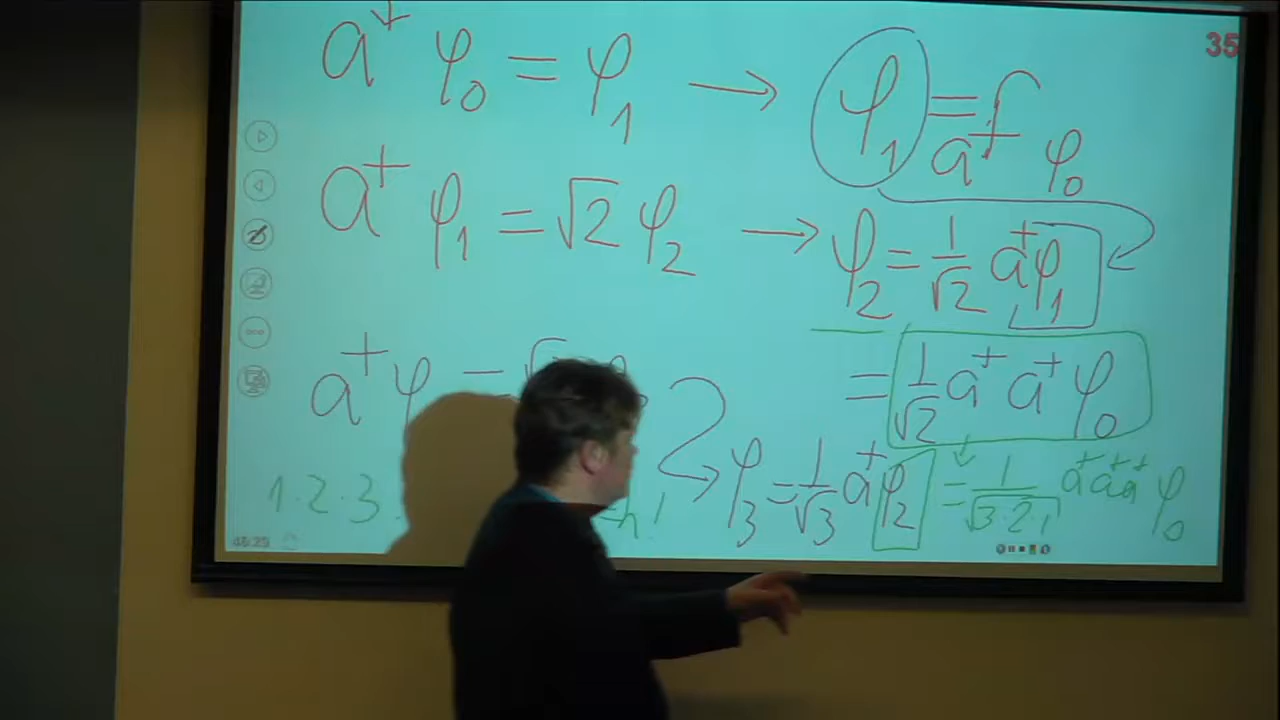 35
a⁺ φ₀ = φ₁ → φ₁ = a⁺ φ₀
a⁺ φ₁ = √2 φ₂ → φ₂ = 1/√2 a⁺ φ₁
= 1/√2 a⁺ a⁺ φ₀
a⁺ φ = √
φ₃ = 1/√3 a⁺ φ₂ = 1/√(3·2·1) a⁺ a⁺ a⁺ φ₀
1·2·3 n!